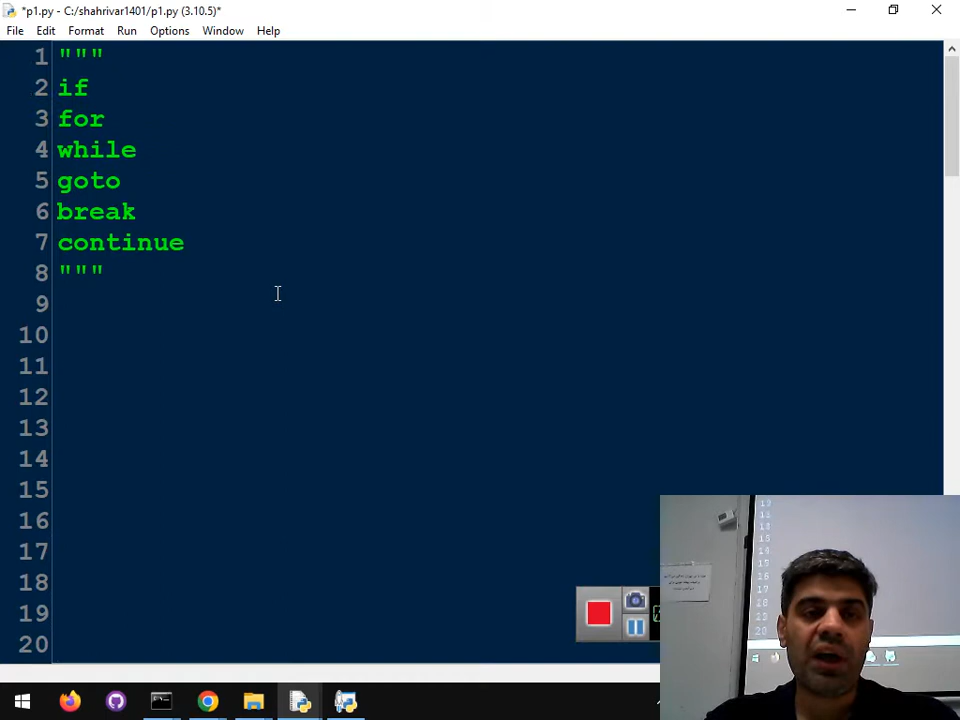 *p1.py - C:/shahrivar1401/p1.py (3.10.5)*
File Edit Format Run Options Window Help
1 """
2 if
3 for
4 while
5 goto
6 break
7 continue
8 """
9
10
11
12
13
14
15
16
17
18
19
20